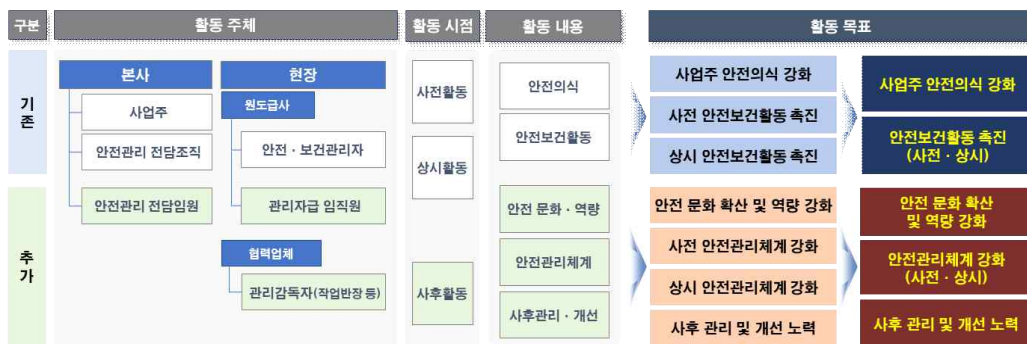 구분
활동 주체
활동 시점
활동 내용
활동 목표
기존
본사
사업주
안전관리 전담조직
안전관리 전담임원
현장
원도급사
안전 · 보건관리자
관리자급 임직원
협력업체
관리감독자(작업반장 등)
추가
사전활동
상시활동
사후활동
안전의식
안전보건활동
안전 문화 · 역량
안전관리체계
사후관리 · 개선
사업주 안전의식 강화
사전 안전보건활동 촉진
상시 안전보건활동 촉진
안전 문화 확산 및 역량 강화
사전 안전관리체계 강화
상시 안전관리체계 강화
사후 관리 및 개선 노력
사업주 안전의식 강화
안전보건활동 촉진
(사전 · 상시)
안전 문화 확산
및 역량 강화
안전관리체계 강화
(사전 · 상시)
사후 관리 및 개선 노력